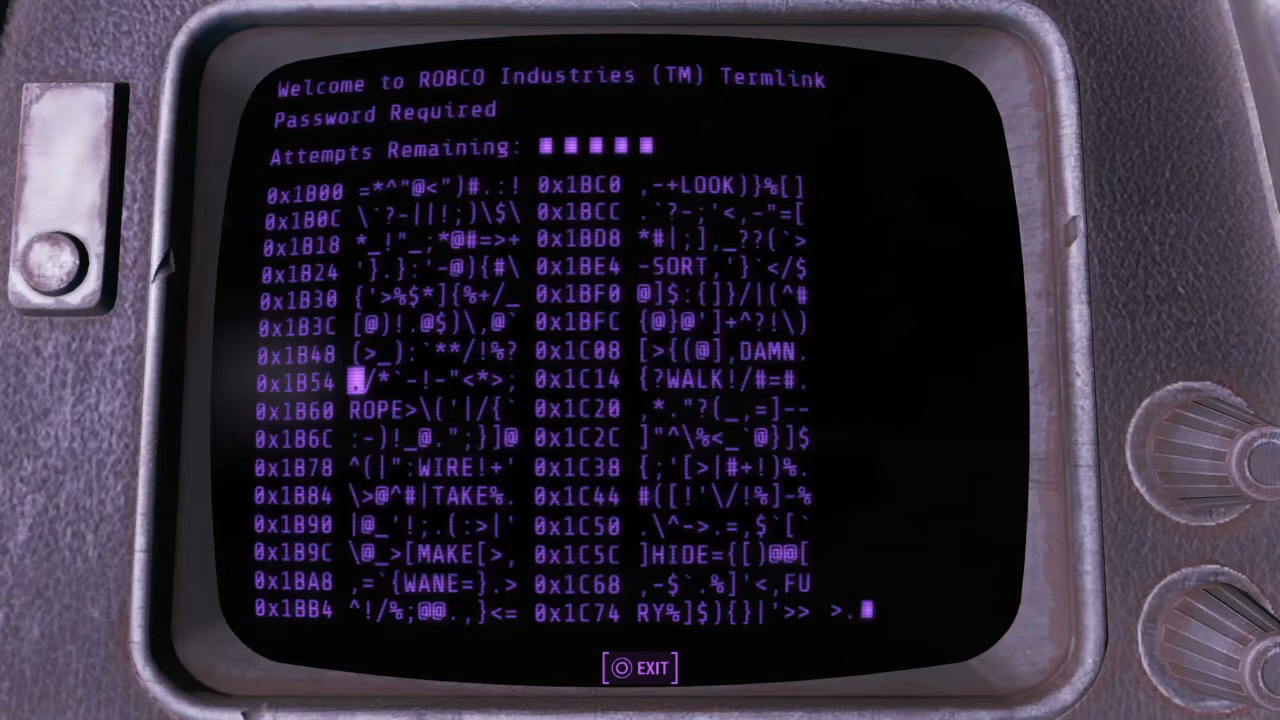 Welcome to ROBCO Industries (TM) Termlink
Password Required
Attempts Remaining: ■ ■ ■ ■ ■
0x1B00 =*^"@<")#.:! 0x1BC0 ,-+LOOK)}%[]
0x1B0C \`?-||!;)\$\ 0x1BCC .`?-;'<,-"=[
0x1B18 *_!"_;*@#=>+ 0x1BD8 *#|;],_??(`>
0x1B24 '}.}:'-@){#\ 0x1BE4 -SORT,'}`</$
0x1B30 {'>%$*]{%+/_ 0x1BF0 @]$:{]}/|(^#
0x1B3C [@)!.@$)\,@` 0x1BFC {@}@']+^?!\)
0x1B48 (>_):`**/!%? 0x1C08 [>{(@],DAMN.
0x1B54 ./*`-!-"<*>; 0x1C14 {?WALK!/#=#.
0x1B60 ROPE>\('|/{` 0x1C20 ,*."?(_,=]--
0x1B6C :-)!_@.";}]@ 0x1C2C ]"^\%<_`@}]$
0x1B78 ^(|":WIRE!+' 0x1C38 {;'[>|#+!)%.
0x1B84 \>@^#|TAKE%. 0x1C44 #([!'\/!%]-%
0x1B90 |@_'!;.(:>|' 0x1C50 .\^->.=,$`[`
0x1B9C \@_>[MAKE[>, 0x1C5C ]HIDE={[)@@[
0x1BA8 ,=`{WANE=}.> 0x1C68 ,-$`.%]'<,FU
0x1BB4 ^!/%;@@.,}<= 0x1C74 RY%]$){}|'>> >.■
EXIT